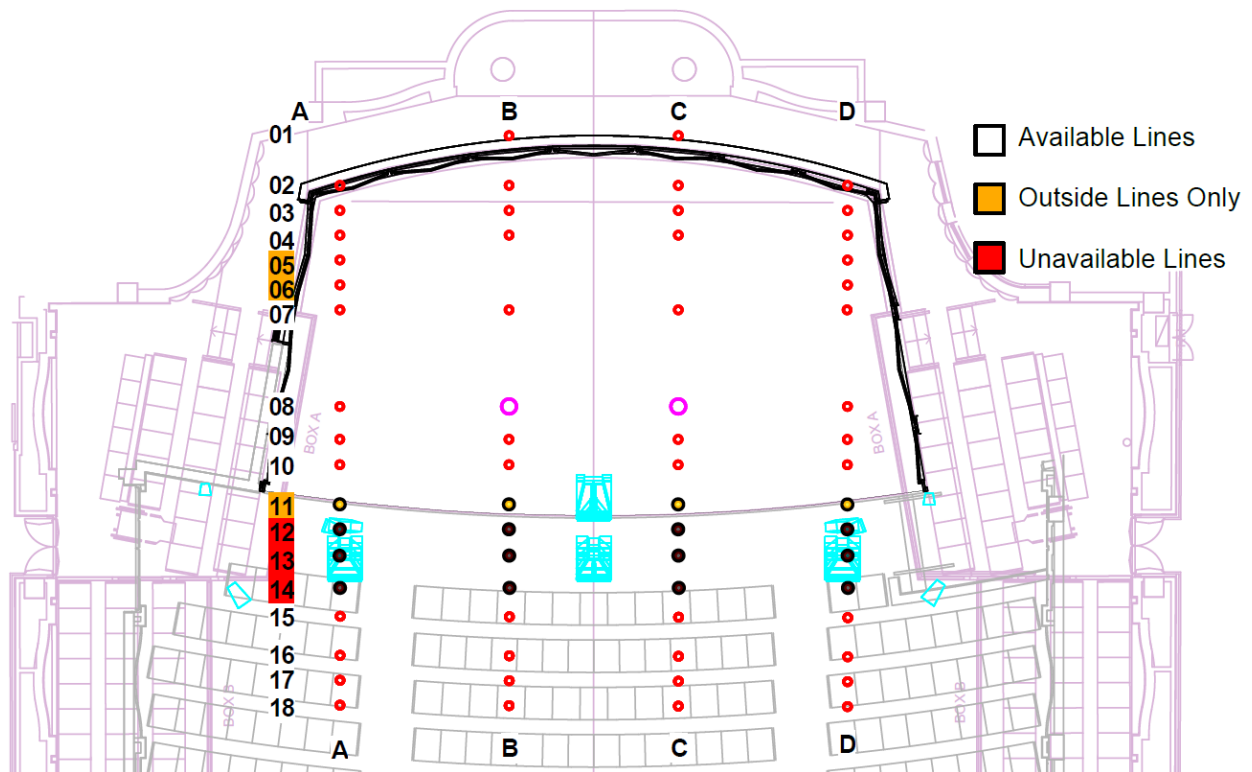 A B C D
01
02
03
04
05
06
07
08
09
10
11
12
13
14
15
16
17
18
Available Lines
Outside Lines Only
Unavailable Lines
BOX A
BOX A
BOX B
BOX B
A B C D